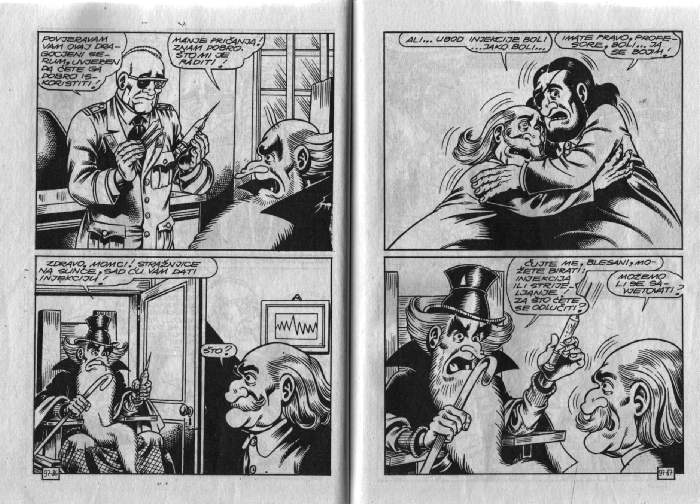 POVJERAVAM
VAM OVAJ DRA-
GOCJENI SE-
RUM, UVJEREN
DA ĆETE GA
DOBRO IS-
KORISTITI!
MANJE PRIČANJA!
ZNAM DOBRO
ŠTO MI JE
RADITI!
ZDRAVO, MOMCI! STRAŽNJICE
NA SUNCE, SAD ĆU VAM DATI
INJEKCIJU!
ŠTO?
ALI... UBOD INJEKCIJE BOLI...
JAKO BOLI...
IMATE PRAVO, PROFE-
SORE, BOLI... JA
SE BOJIM!
ČUJTE ME, BLESANI, MO-
ŽETE BIRATI:
INJEKCIJA
ILI STRIJE-
LJANJE!
ZA ŠTO ĆETE
SE ODLUČITI?
MOŽEMO
LI SE SA-
VJETOVATI?